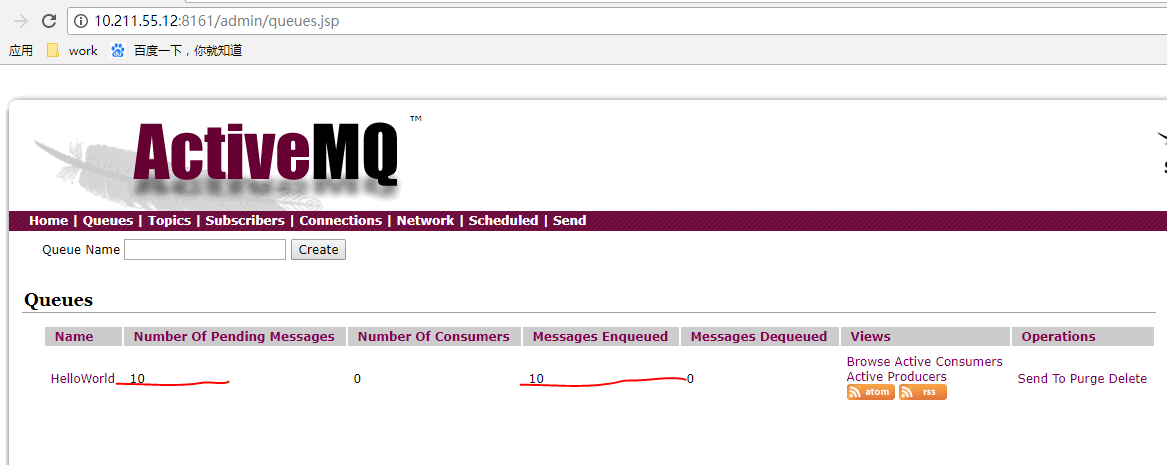 10.211.55.12:8161/admin/queues.jsp
应用 work 百度一下，你就知道
ActiveMQ™
Home | Queues | Topics | Subscribers | Connections | Network | Scheduled | Send
Queue Name Create
Queues
Name Number Of Pending Messages Number Of Consumers Messages Enqueued Messages Dequeued Views Operations
HelloWorld 10 0 10 0 Browse Active Consumers Send To Purge Delete
Active Producers
atom rss